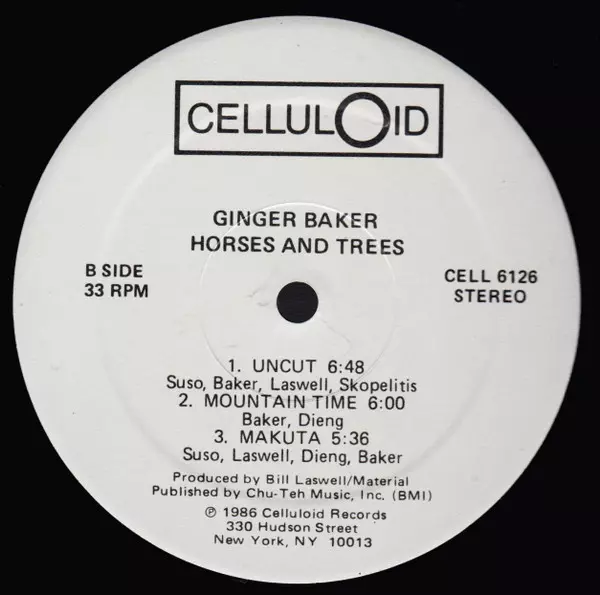 CELLULOID
GINGER BAKER
HORSES AND TREES
B SIDE
33 RPM
CELL 6126
STEREO
1. UNCUT 6:48
Suso, Baker, Laswell, Skopelitis
2. MOUNTAIN TIME 6:00
Baker, Dieng
3. MAKUTA 5:36
Suso, Laswell, Dieng, Baker
Produced by Bill Laswell/Material
Published by Chu-Teh Music, Inc. (BMI)
℗ 1986 Celluloid Records
330 Hudson Street
New York, NY 10013